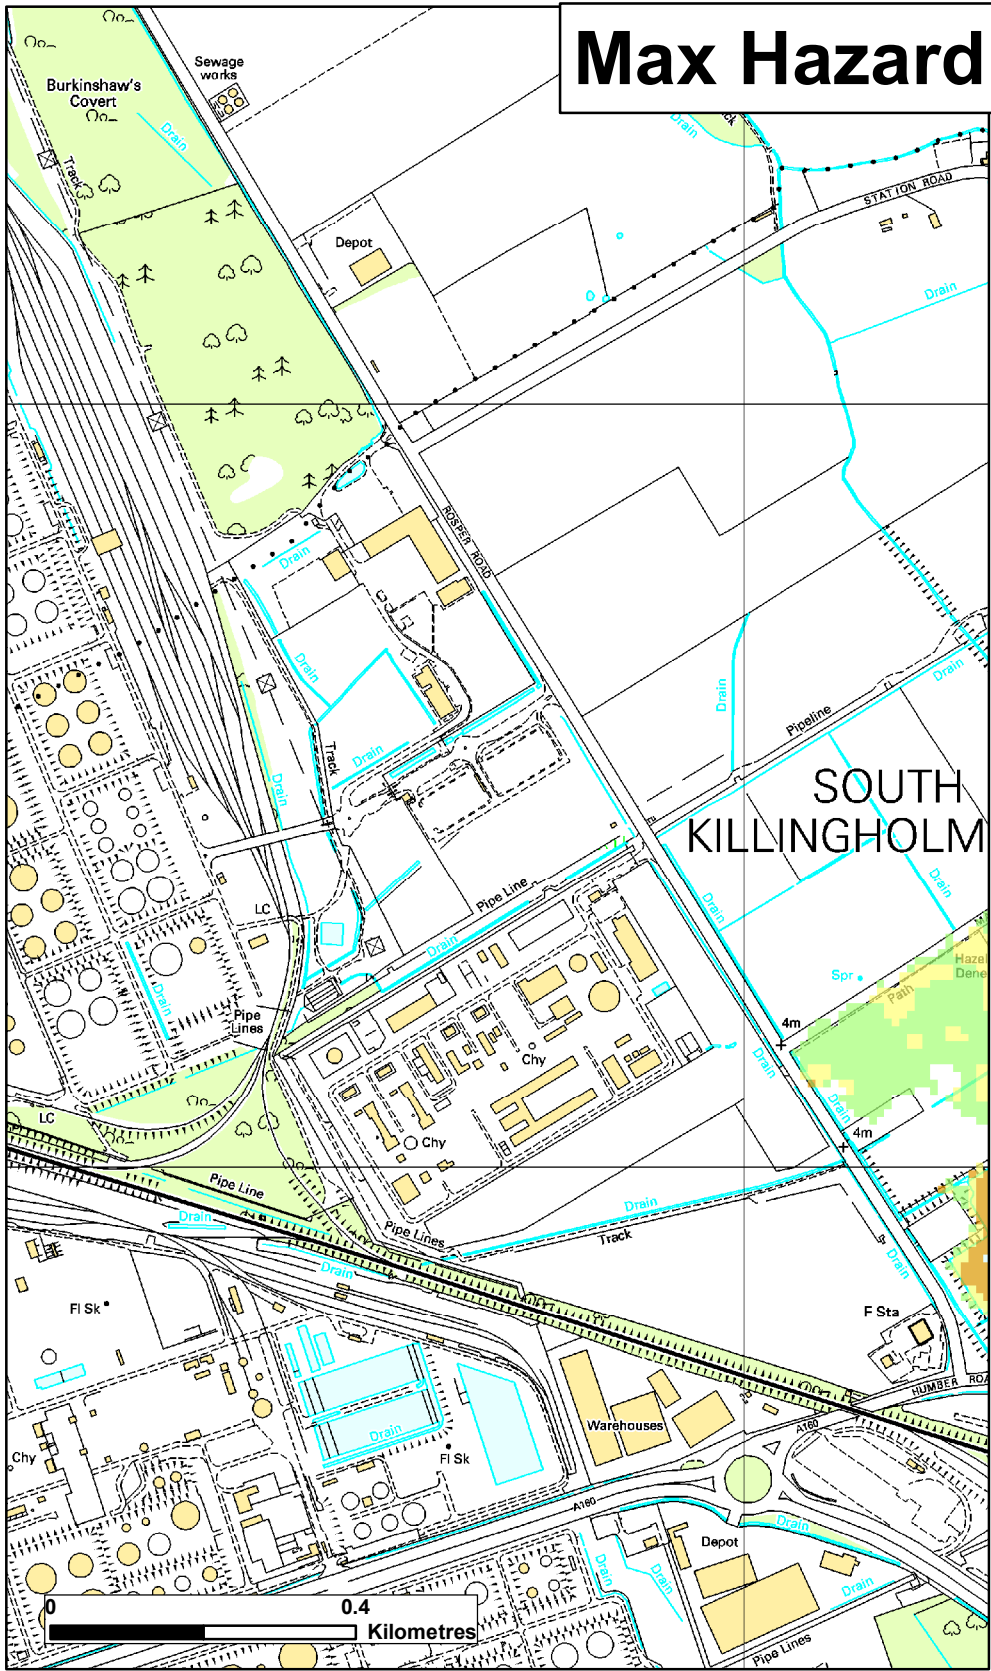 Max Hazard
Sewage
works
Burkinshaw's
Covert
Drain
Drain
Track
STATION ROAD
Depot
Drain
ROSPER ROAD
Drain
Drain
Drain
Drain
Pipeline
Track
Drain
Drain
SOUTH
KILLINGHOLM
Drain
Pipe Line
LC
Drain
Drain
Drain
Hazel
Dene
Spr
Path
Pipe
Lines
4m
Chy
Drain
Drain
LC
Chy
4m
Pipe Line
Drain
Drain
Pipe Lines
Track
Drain
Drain
Fl Sk
F Sta
HUMBER ROA
Warehouses
A160
Drain
Chy
Fl Sk
A160
Drain
Depot
Drain
Drain
Drain
0
0.4
Kilometres
Pipe Lines